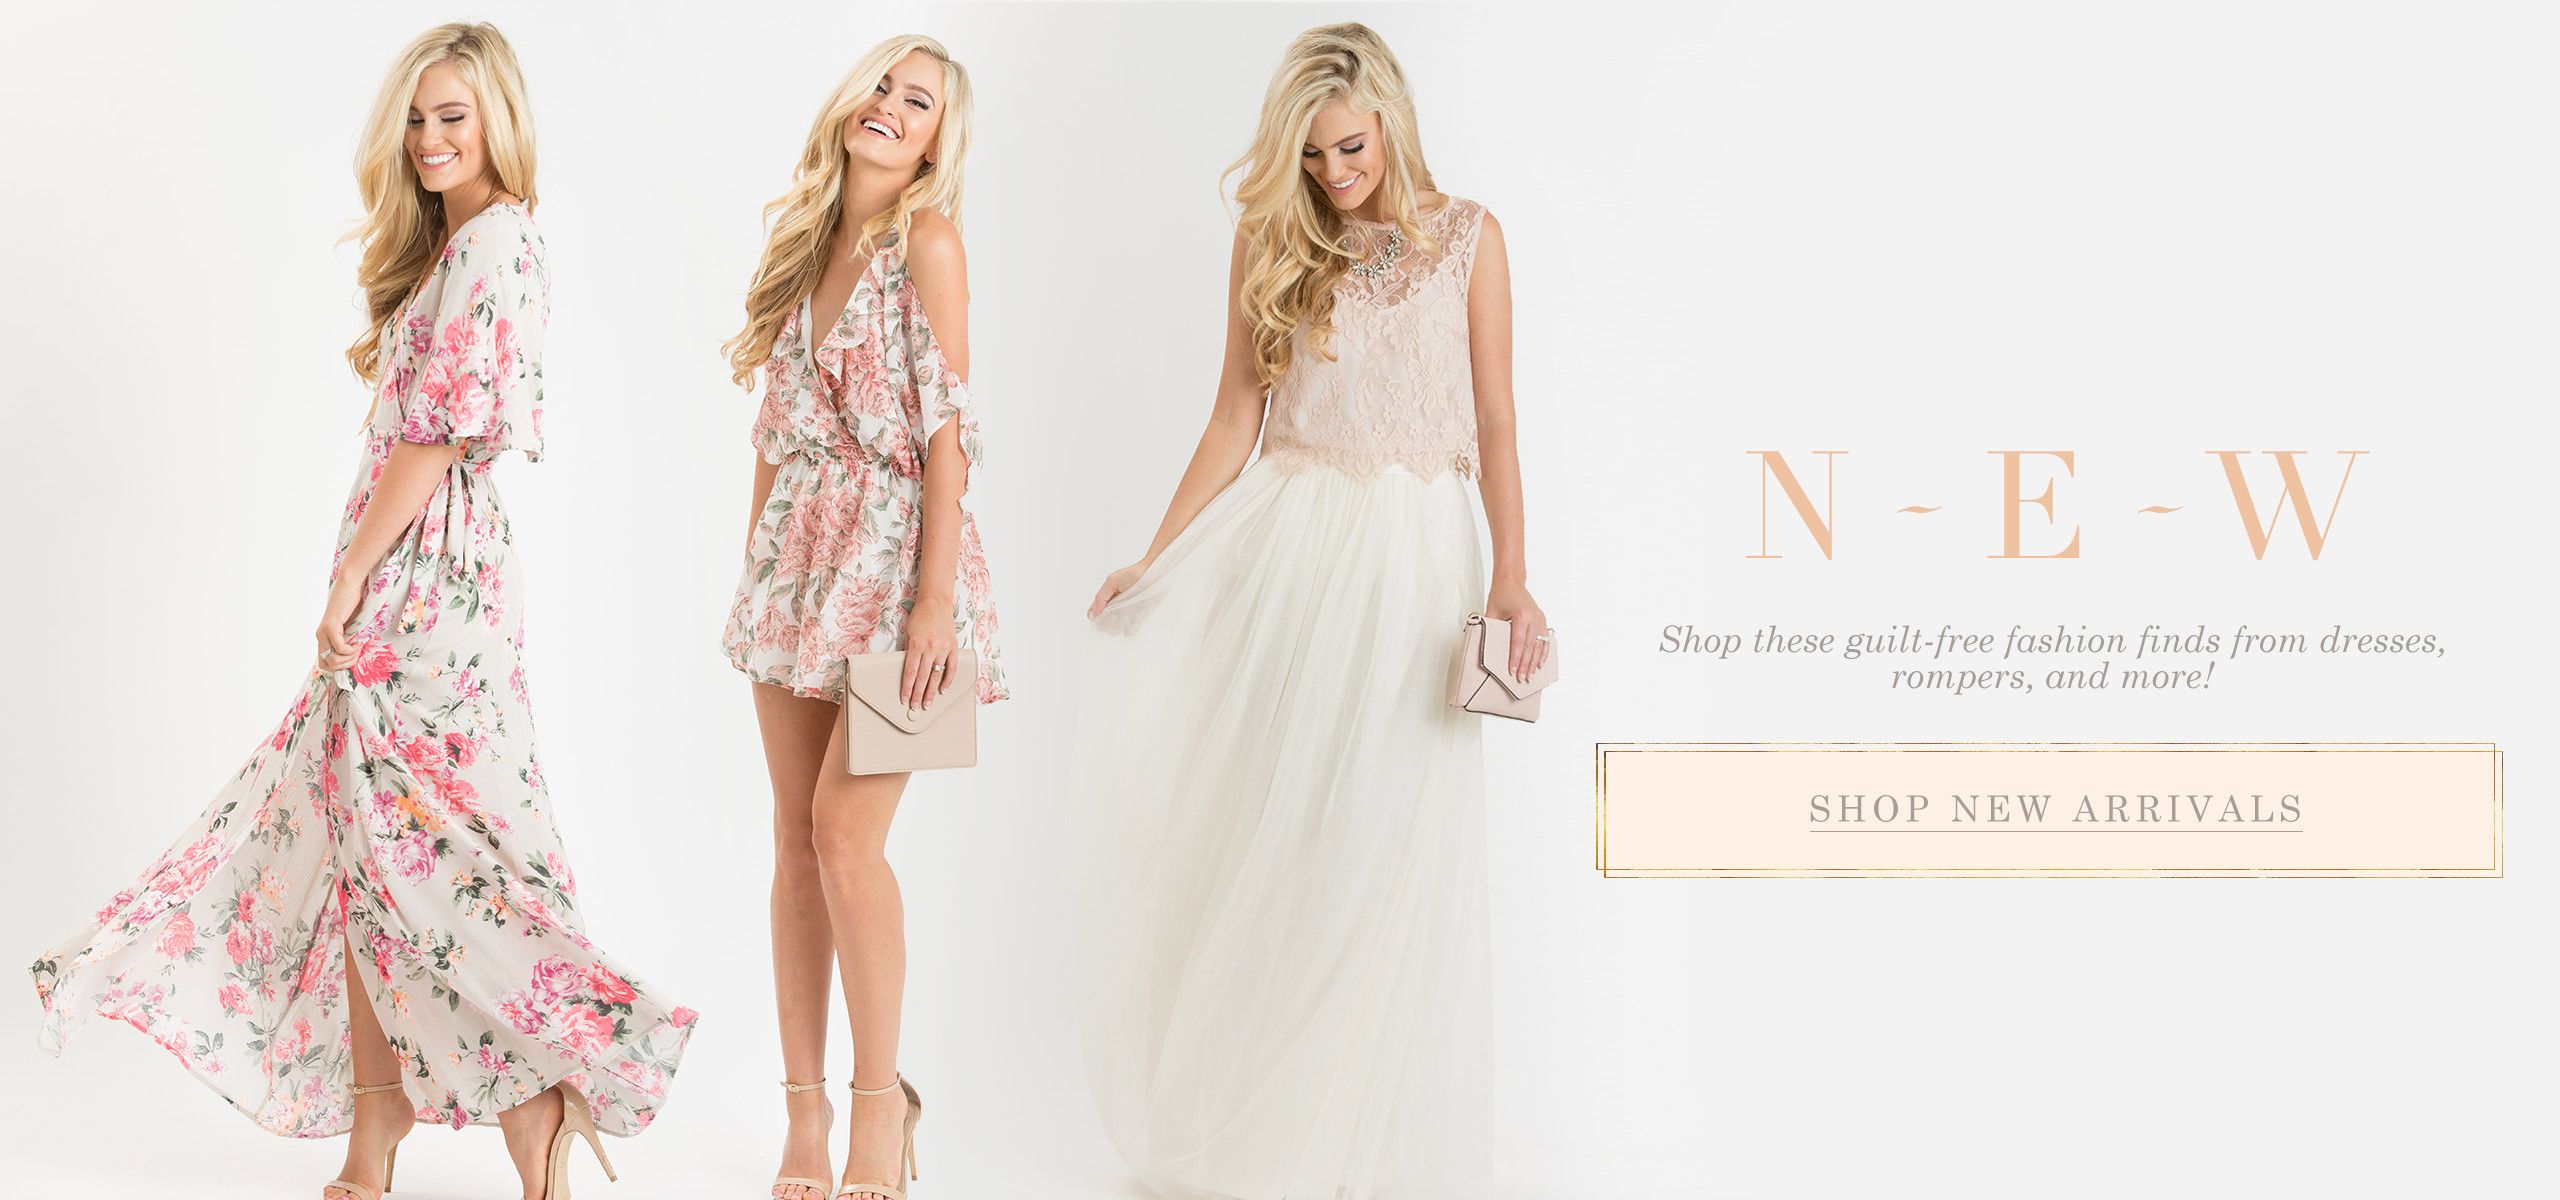 N~E~W
Shop these guilt-free fashion finds from dresses,
rompers, and more!
SHOP NEW ARRIVALS